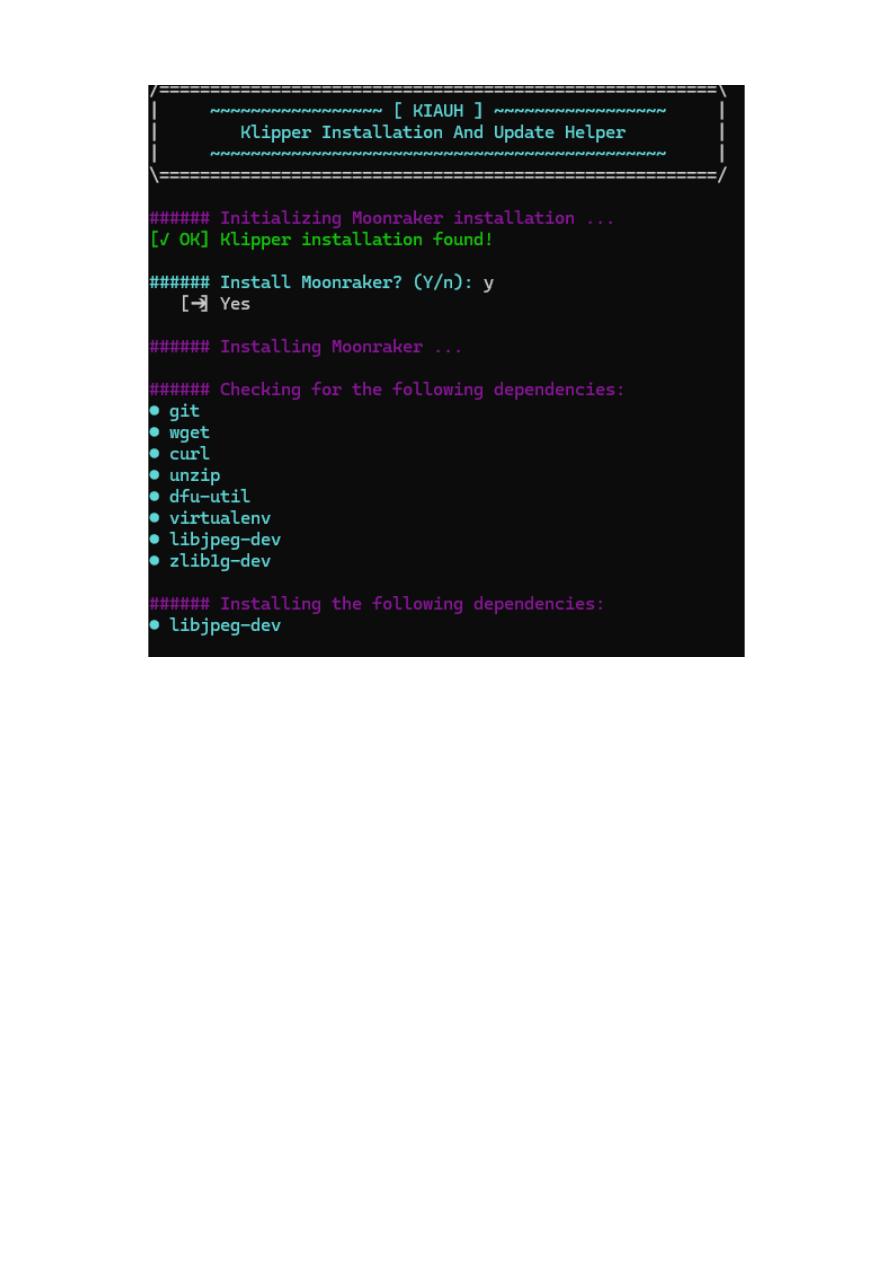 /=======================================================\
|     ~~~~~~~~~~~~~~~~~ [ KIAUH ] ~~~~~~~~~~~~~~~~~     |
|        Klipper Installation And Update Helper         |
|     ~~~~~~~~~~~~~~~~~~~~~~~~~~~~~~~~~~~~~~~~~~~~~     |
\=======================================================/
###### Initializing Moonraker installation ...
[✓ OK] Klipper installation found!
###### Install Moonraker? (Y/n): y
[➔] Yes
###### Installing Moonraker ...
###### Checking for the following dependencies:
● git
● wget
● curl
● unzip
● dfu-util
● virtualenv
● libjpeg-dev
● zlib1g-dev
###### Installing the following dependencies:
● libjpeg-dev